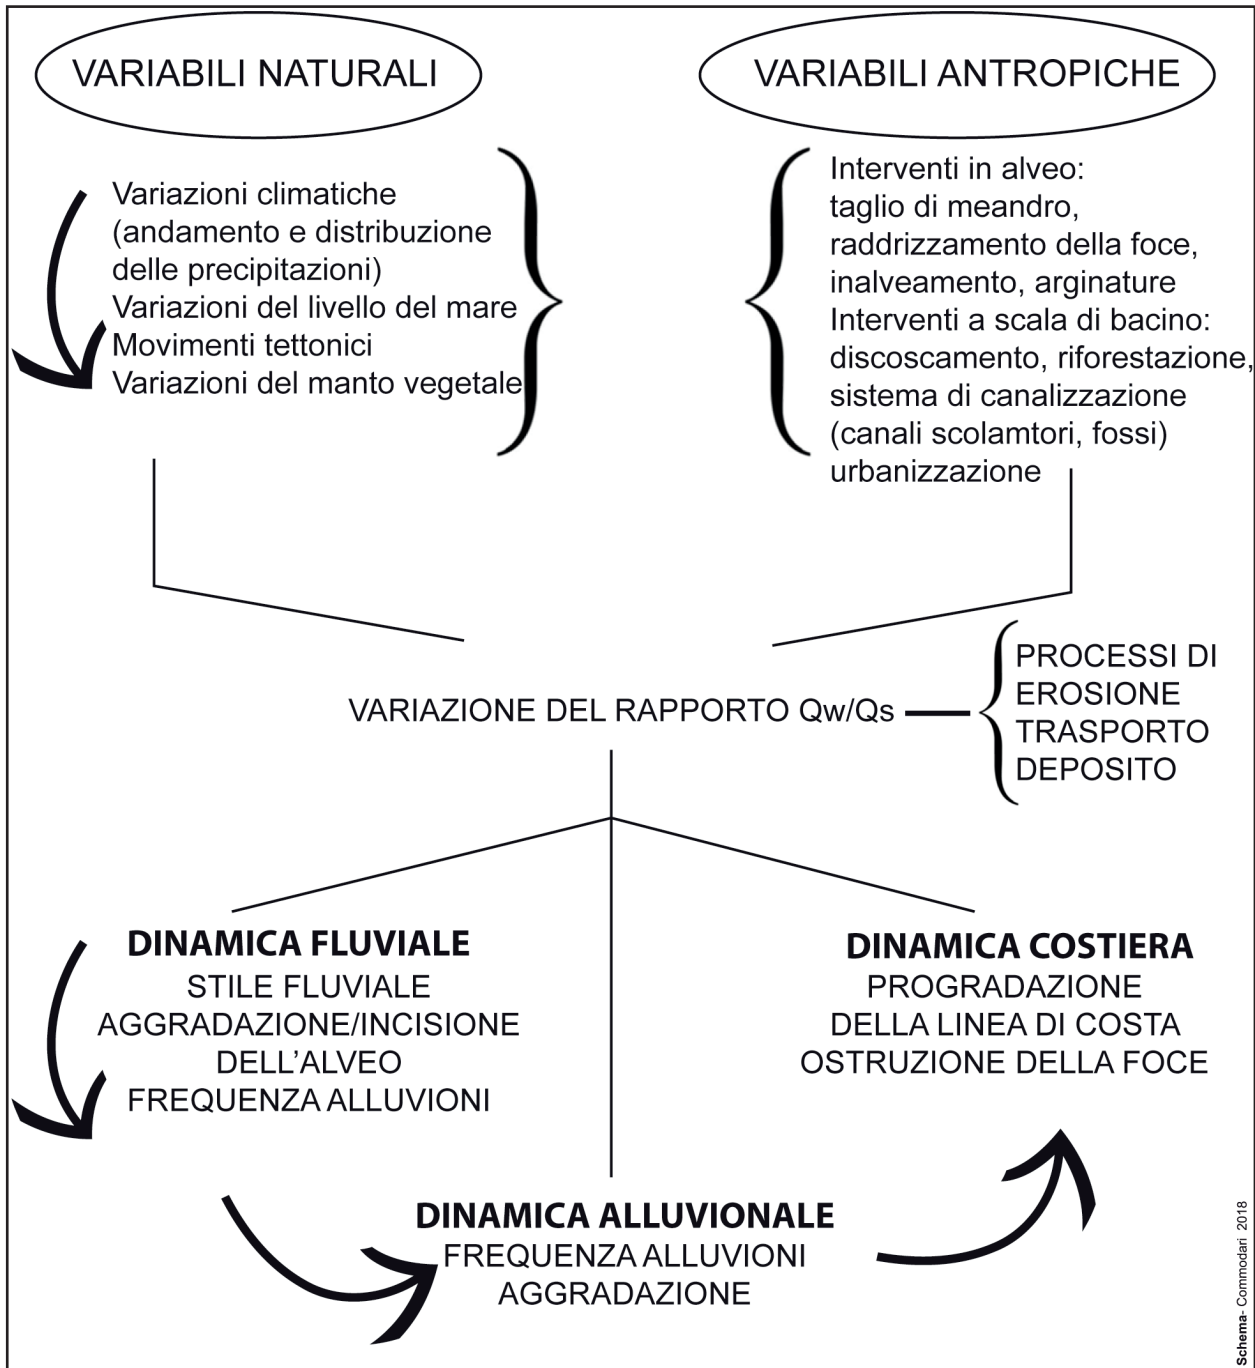 VARIABILI NATURALI
VARIABILI ANTROPICHE
Variazioni climatiche
(andamento e distribuzione
delle precipitazioni)
Variazioni del livello del mare
Movimenti tettonici
Variazioni del manto vegetale
Interventi in alveo:
taglio di meandro,
raddrizzamento della foce,
inalveamento, arginature
Interventi a scala di bacino:
discoscamento, riforestazione,
sistema di canalizzazione
(canali scolamtori, fossi)
urbanizzazione
VARIAZIONE DEL RAPPORTO Qw/Qs
PROCESSI DI
EROSIONE
TRASPORTO
DEPOSITO
DINAMICA FLUVIALE
STILE FLUVIALE
AGGRADAZIONE/INCISIONE
DELL'ALVEO
FREQUENZA ALLUVIONI
DINAMICA COSTIERA
PROGRADAZIONE
DELLA LINEA DI COSTA
OSTRUZIONE DELLA FOCE
DINAMICA ALLUVIONALE
FREQUENZA ALLUVIONI
AGGRADAZIONE
Schema- Commodari 2018